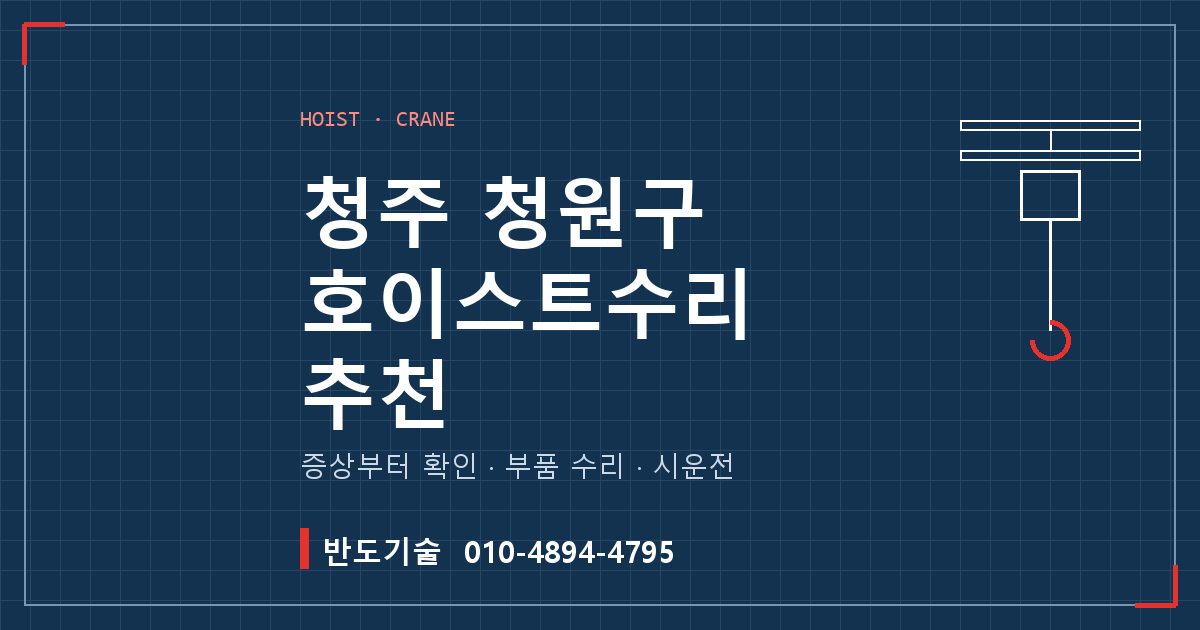 HOIST · CRANE
청주 청원구
호이스트수리
추천
증상부터 확인 · 부품 수리 · 시운전
반도기술 010-4894-4795